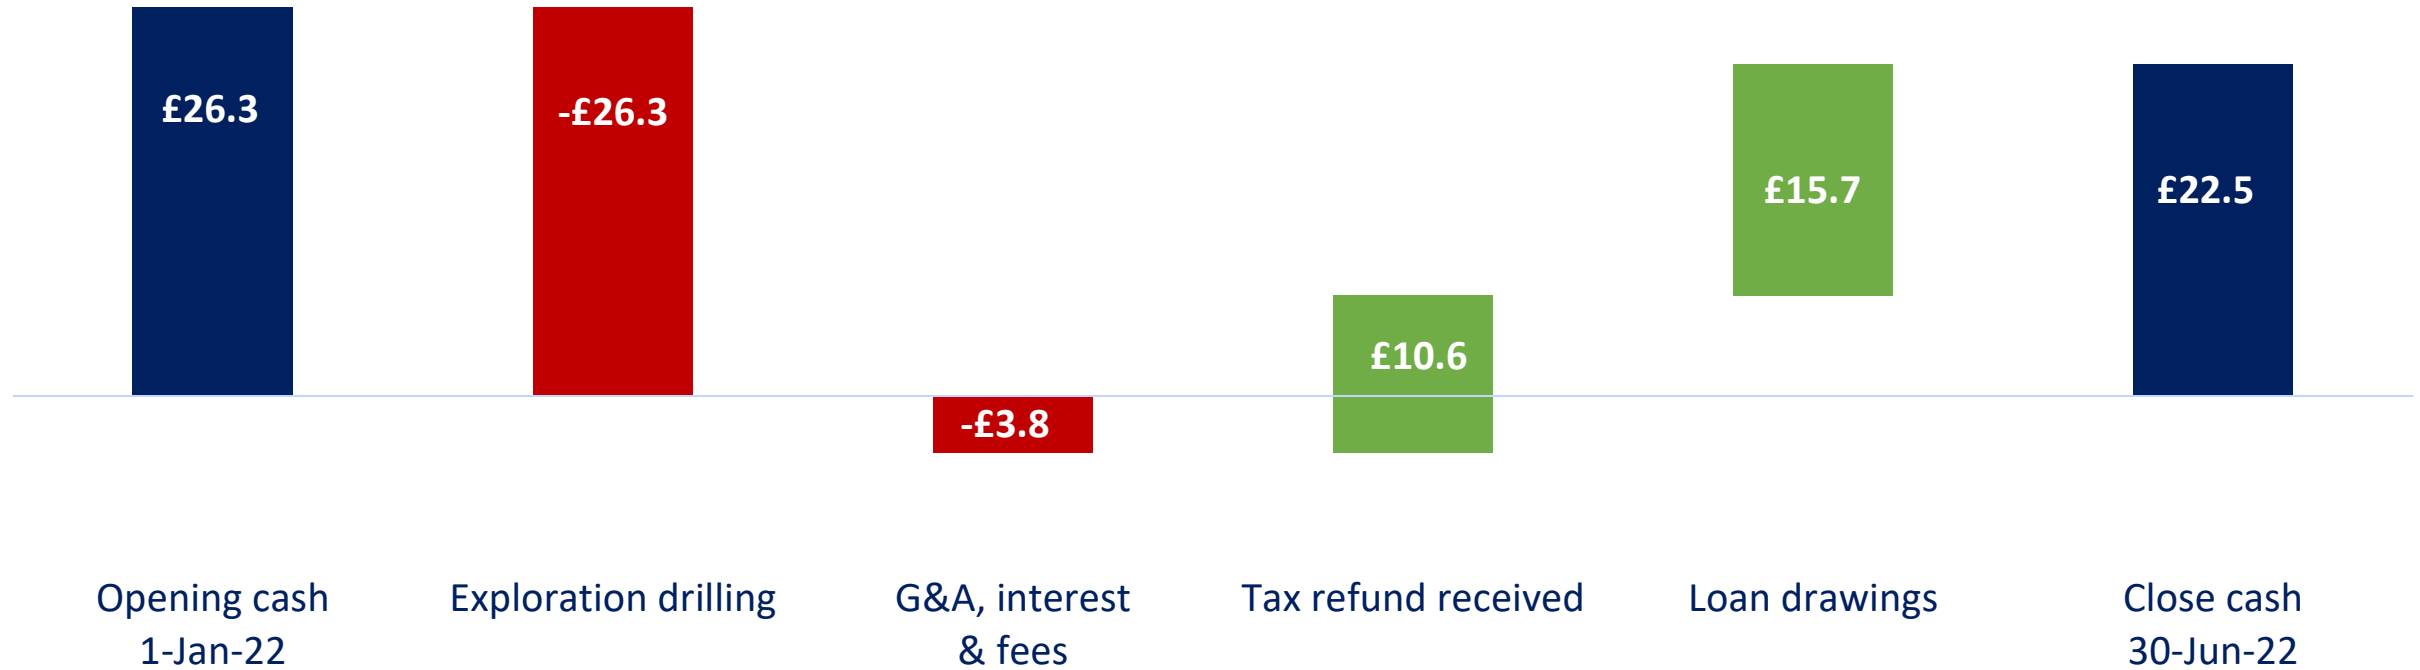 £26.3
-£26.3
-£3.8
£10.6
£15.7
£22.5
Opening cash
1-Jan-22
Exploration drilling
G&A, interest
& fees
Tax refund received
Loan drawings
Close cash
30-Jun-22